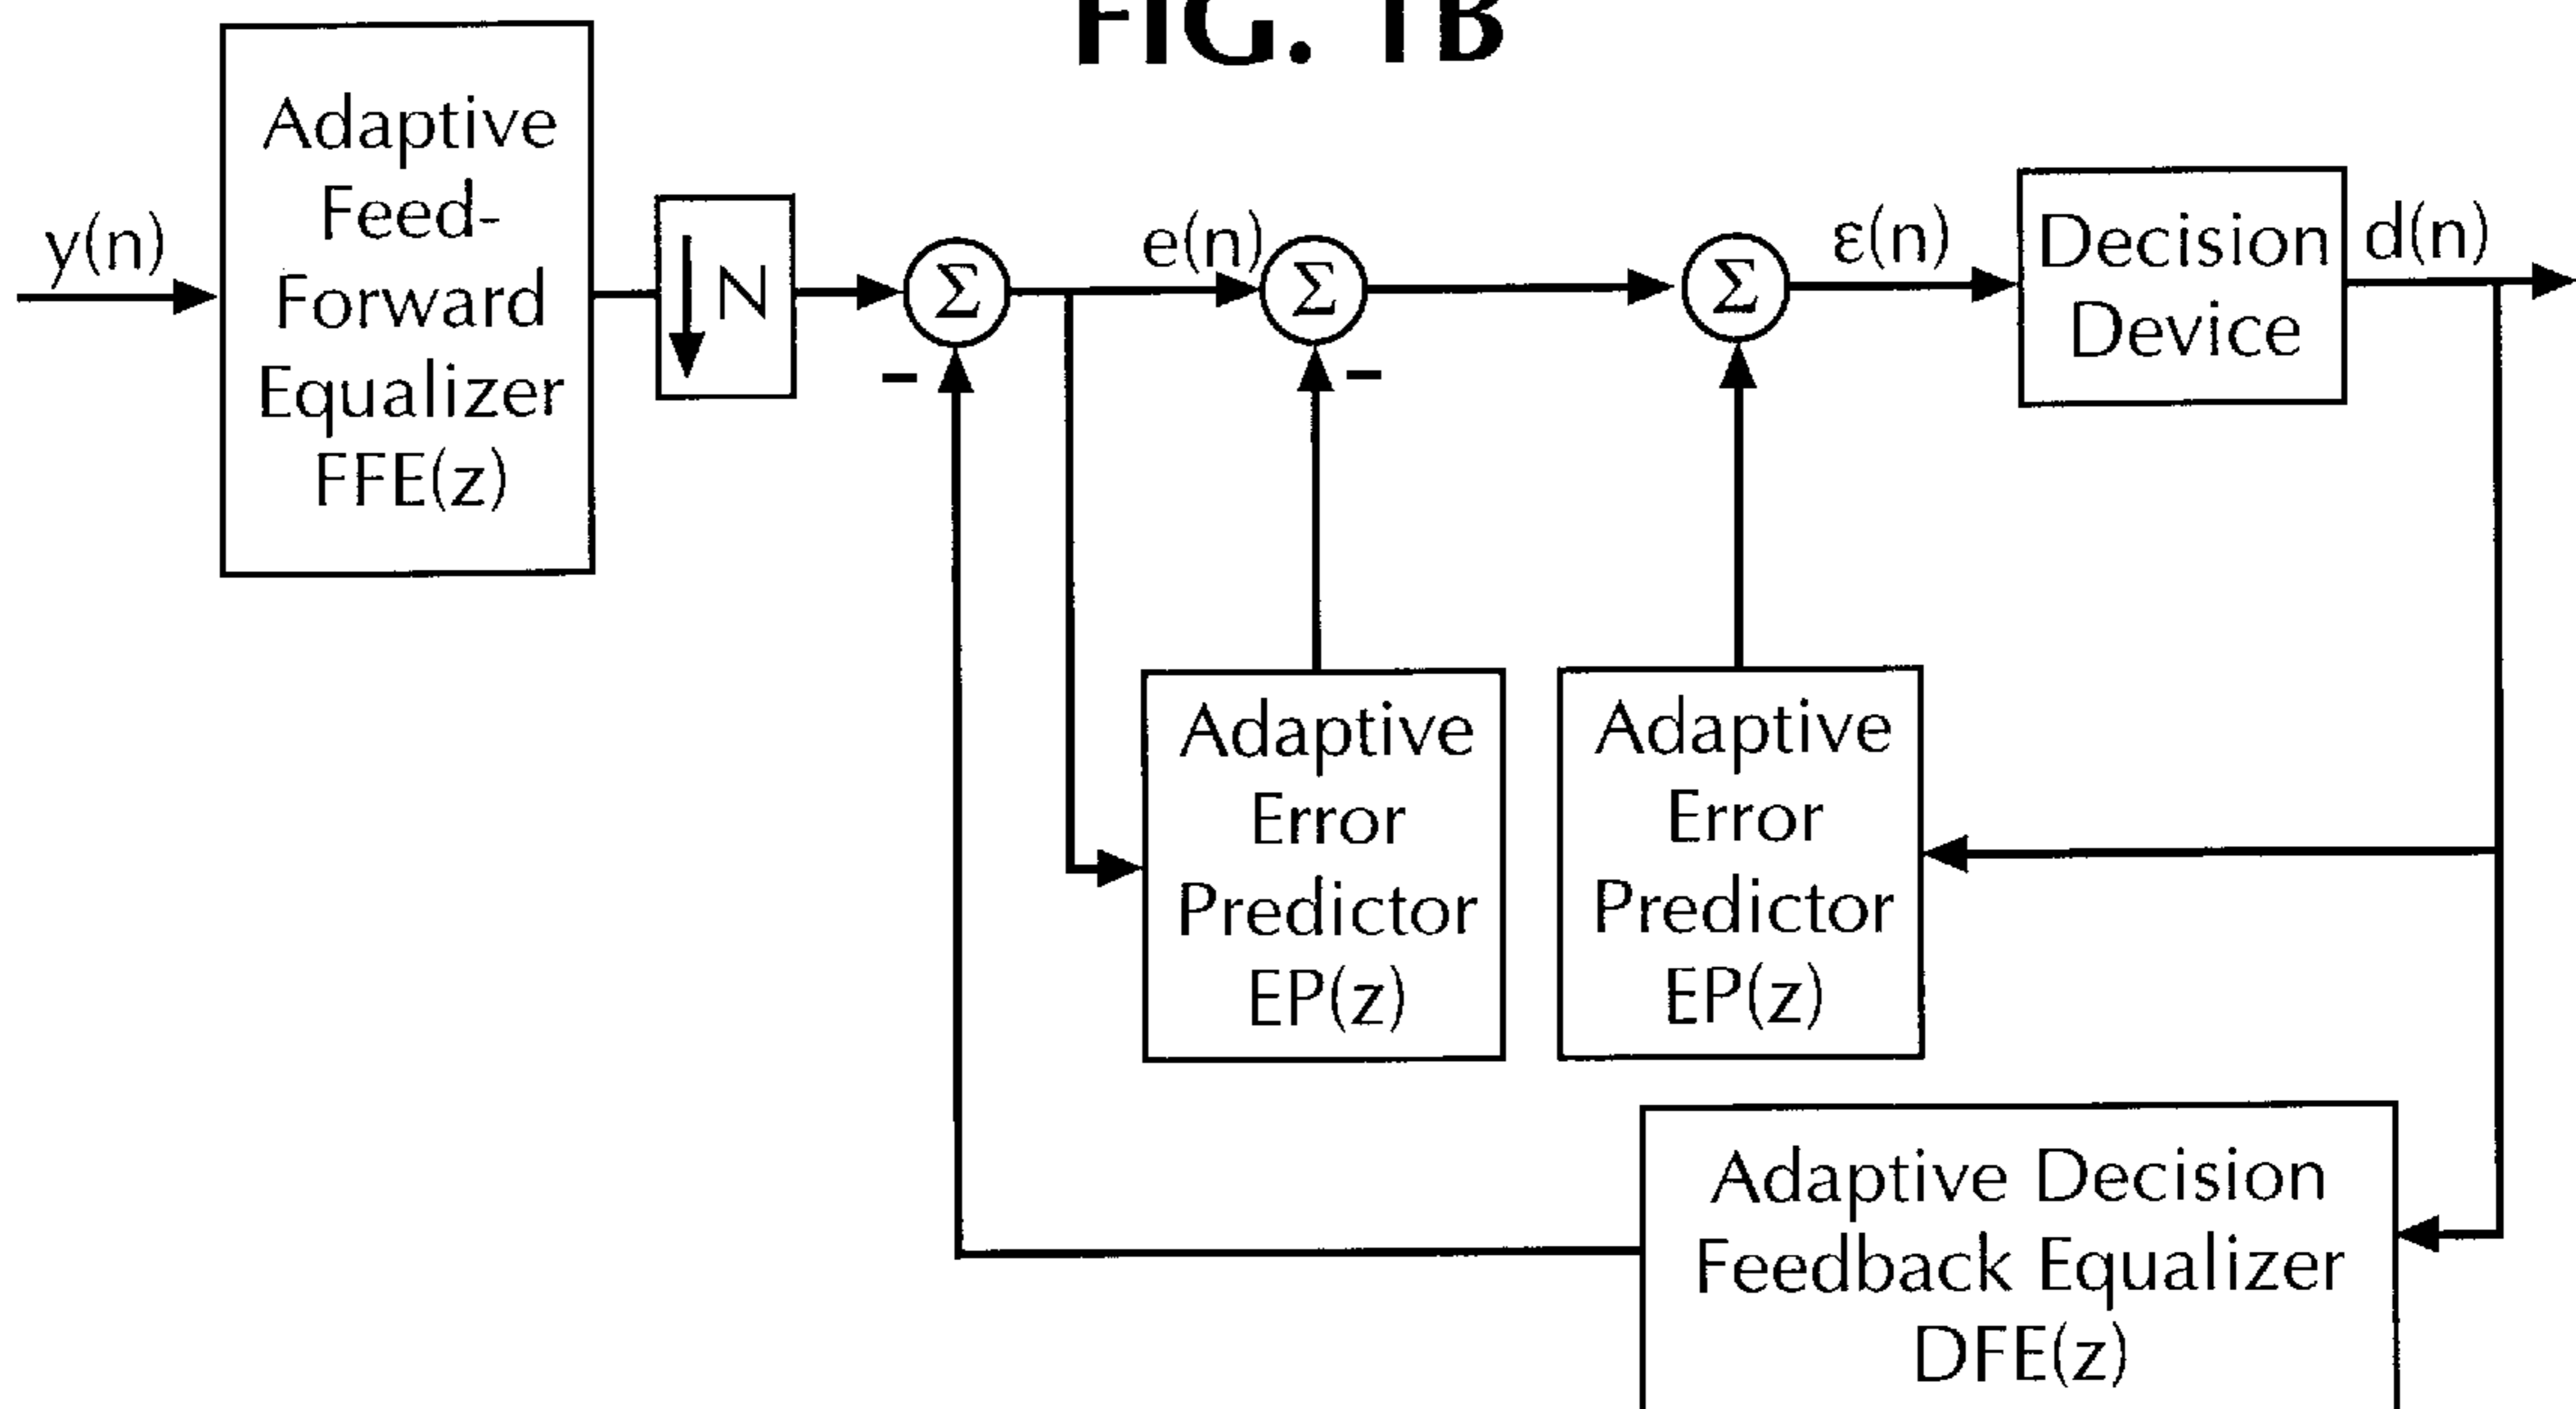 FIG. 1B
Adaptive
Feed-
Forward
Equalizer
FFE(z)
y(n)
N
Σ
e(n)
Σ
Σ
ε(n)
Decision
Device
d(n)
-
-
Adaptive
Error
Predictor
EP(z)
Adaptive
Error
Predictor
EP(z)
Adaptive Decision
Feedback Equalizer
DFE(z)